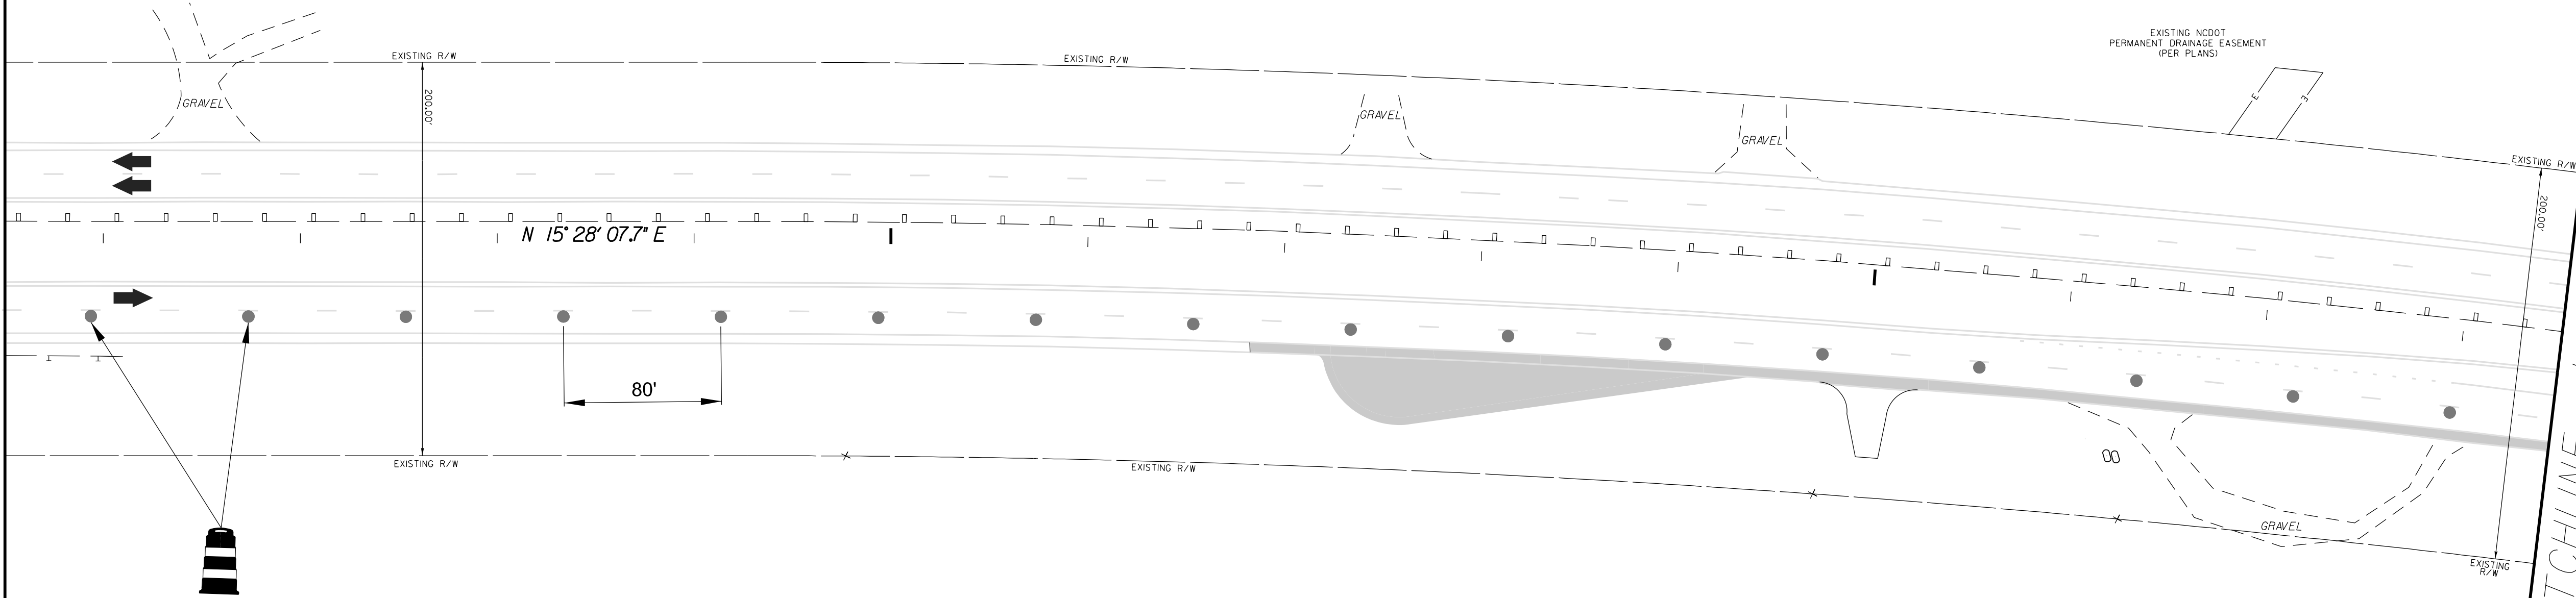 EXISTING NCDOT
PERMANENT DRAINAGE EASEMENT
(PER PLANS)
EXISTING R/W
EXISTING R/W
GRAVEL
200.00'
GRAVEL
GRAVEL
E
E
EXISTING R/W
200.00'
N 15° 28' 07.7" E
80'
EXISTING R/W
EXISTING R/W
GRAVEL
EXISTING
R/W